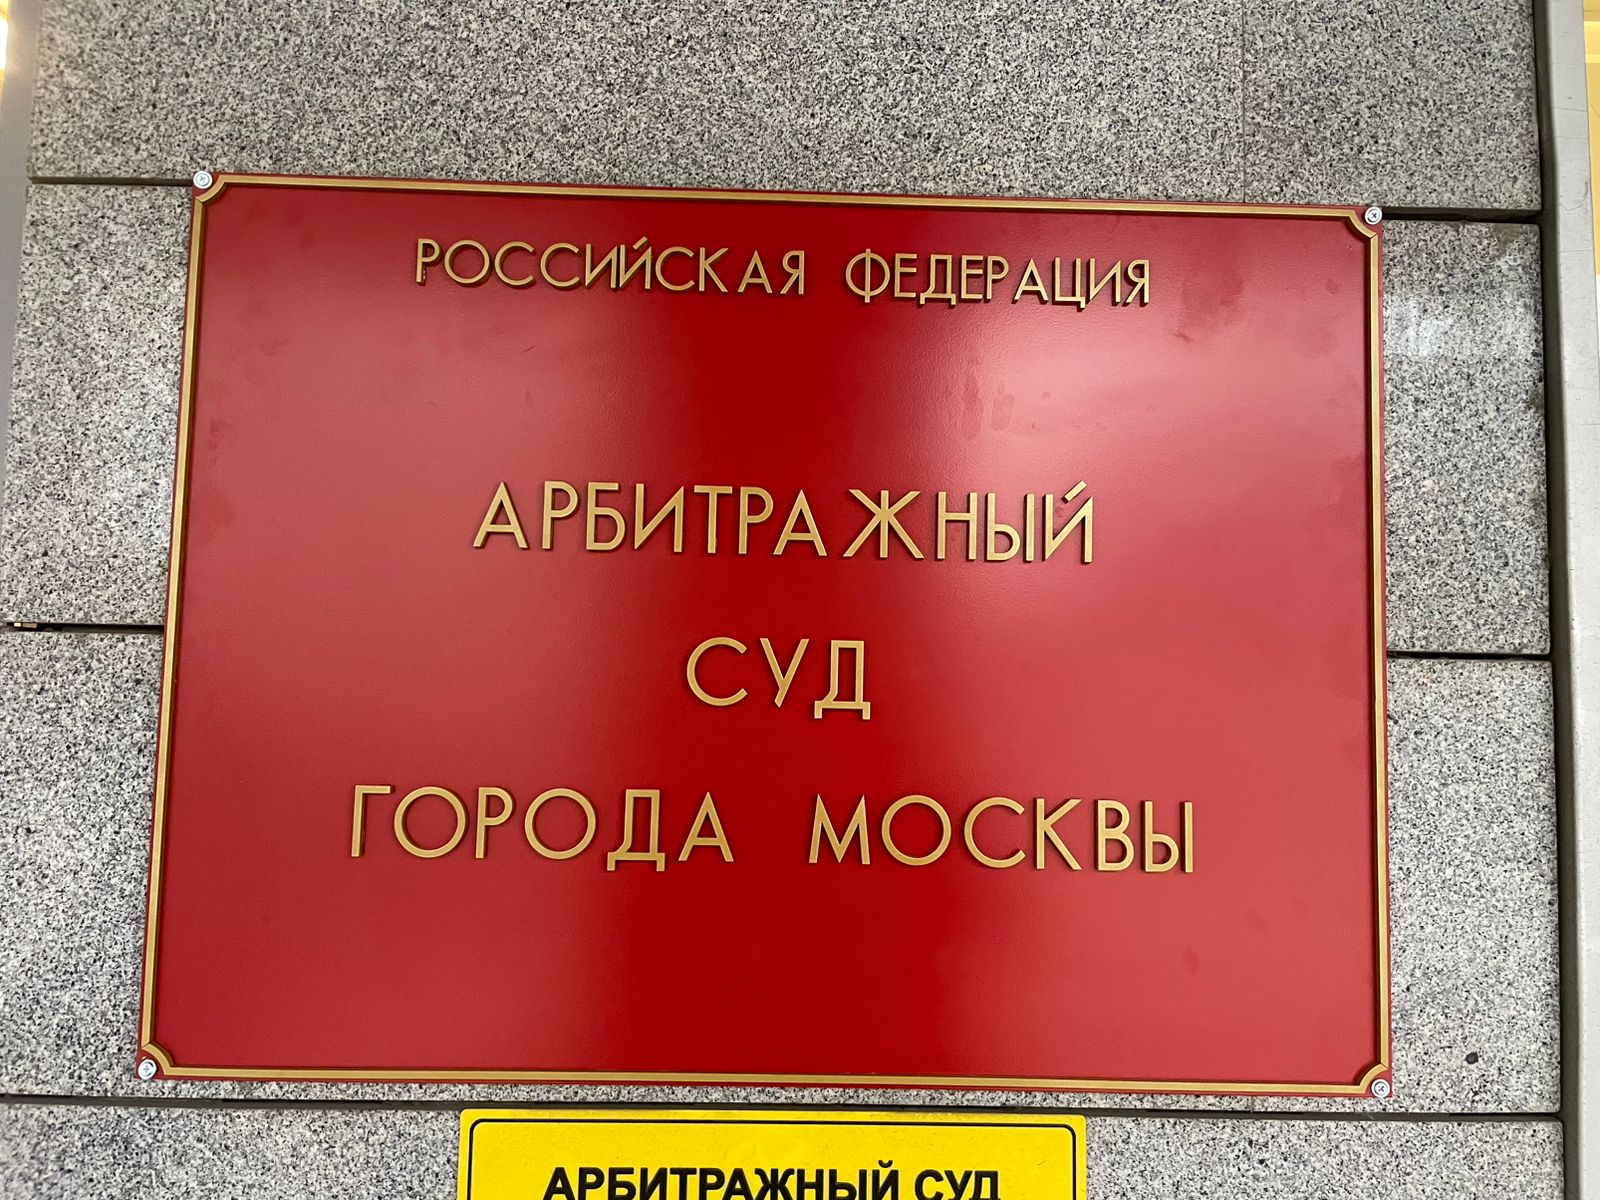 РОССИЙСКАЯ ФЕДЕРАЦИЯ
АРБИТРАЖНЫЙ
СУД
ГОРОДА МОСКВЫ
АРБИТРАЖНЫЙ СУД